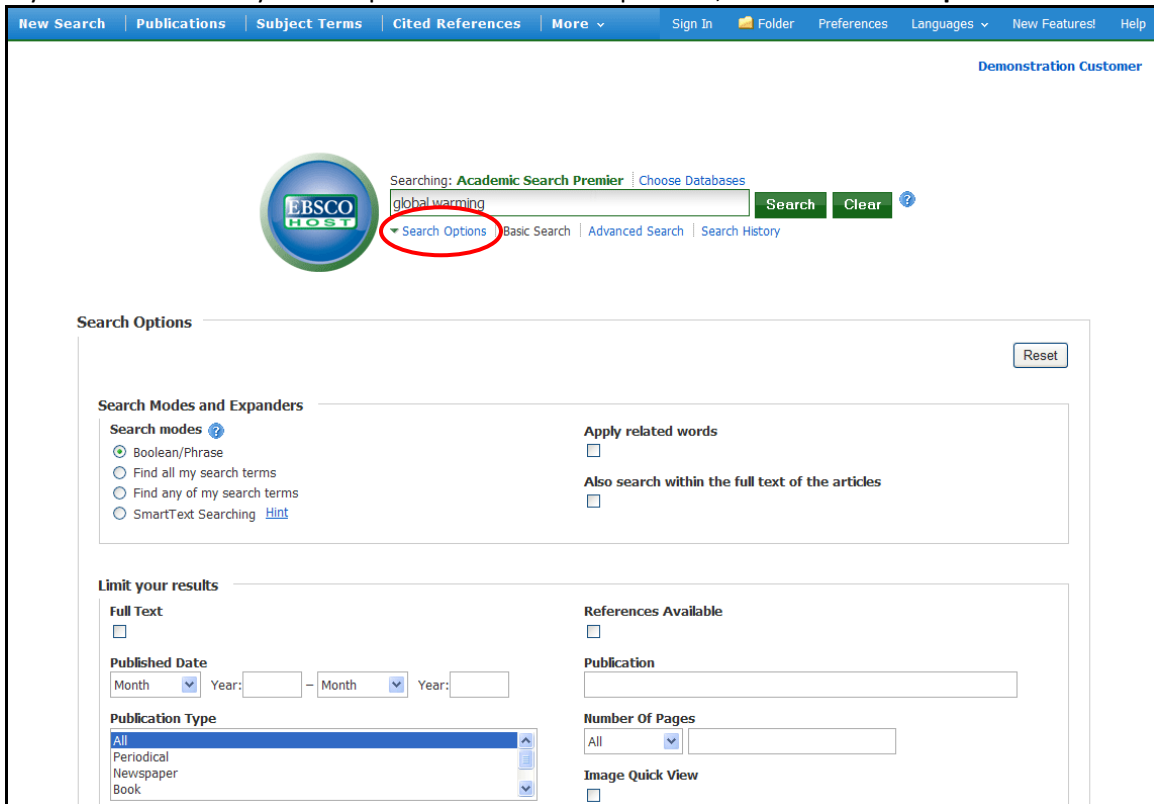 New Search | Publications | Subject Terms | Cited References | More Sign In Folder Preferences Languages New Features! Help
Demonstration Customer
EBSCO
HOST
Searching: Academic Search Premier Choose Databases
global warming Search Clear ?
Search Options Basic Search | Advanced Search | Search History
Search Options
Reset
Search Modes and Expanders
Search modes ?
Boolean/Phrase
Find all my search terms
Find any of my search terms
SmartText Searching Hint
Apply related words
Also search within the full text of the articles
Limit your results
Full Text
References Available
Published Date
Month Year: – Month Year:
Publication
Publication Type
All
Periodical
Newspaper
Book
Number Of Pages
All
Image Quick View